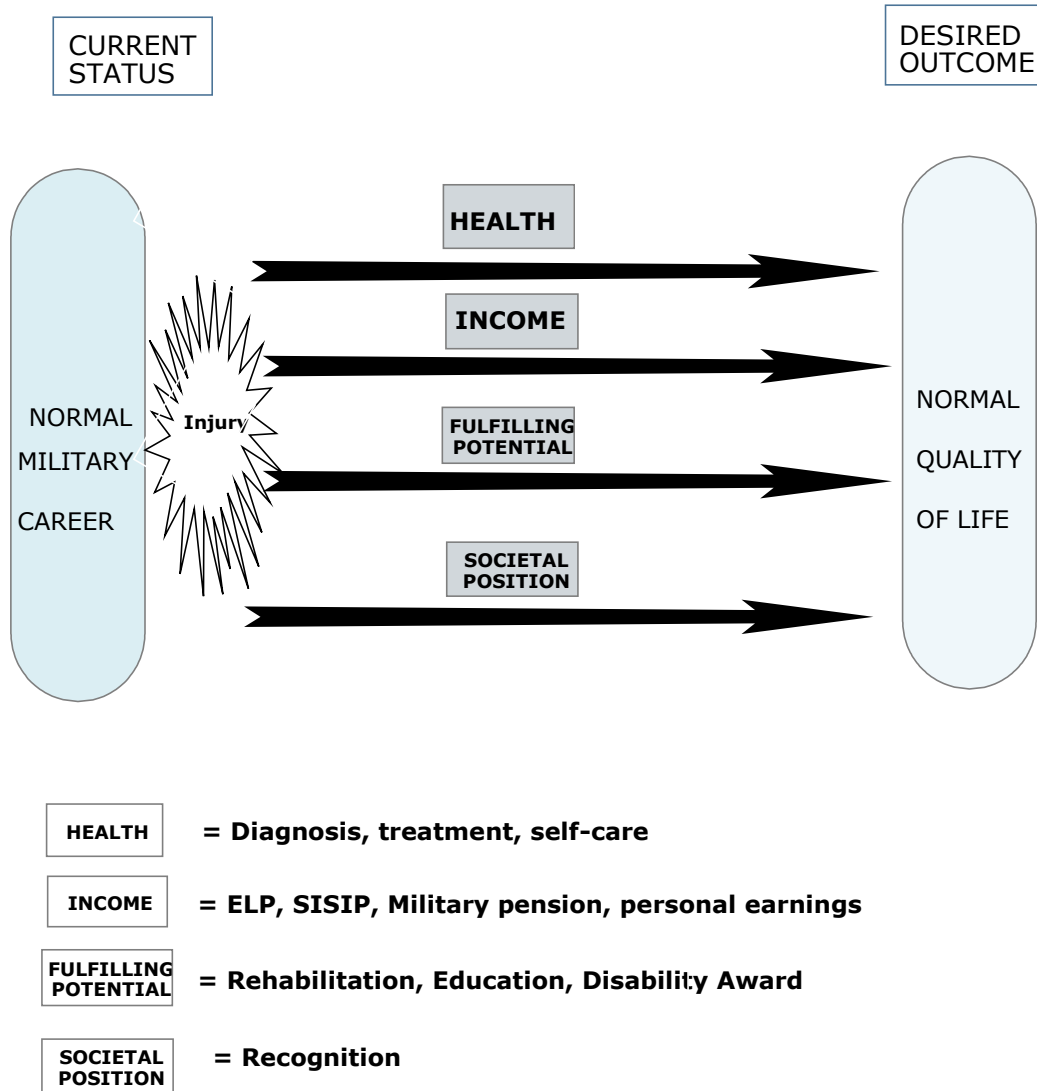 CURRENT
STATUS
DESIRED
OUTCOME
HEALTH
INCOME
NORMAL
MILITARY
CAREER
Injury
FULFILLING
POTENTIAL
NORMAL
QUALITY
OF LIFE
SOCIETAL
POSITION
HEALTH = Diagnosis, treatment, self-care
INCOME = ELP, SISIP, Military pension, personal earnings
FULFILLING
POTENTIAL = Rehabilitation, Education, Disability Award
SOCIETAL
POSITION = Recognition